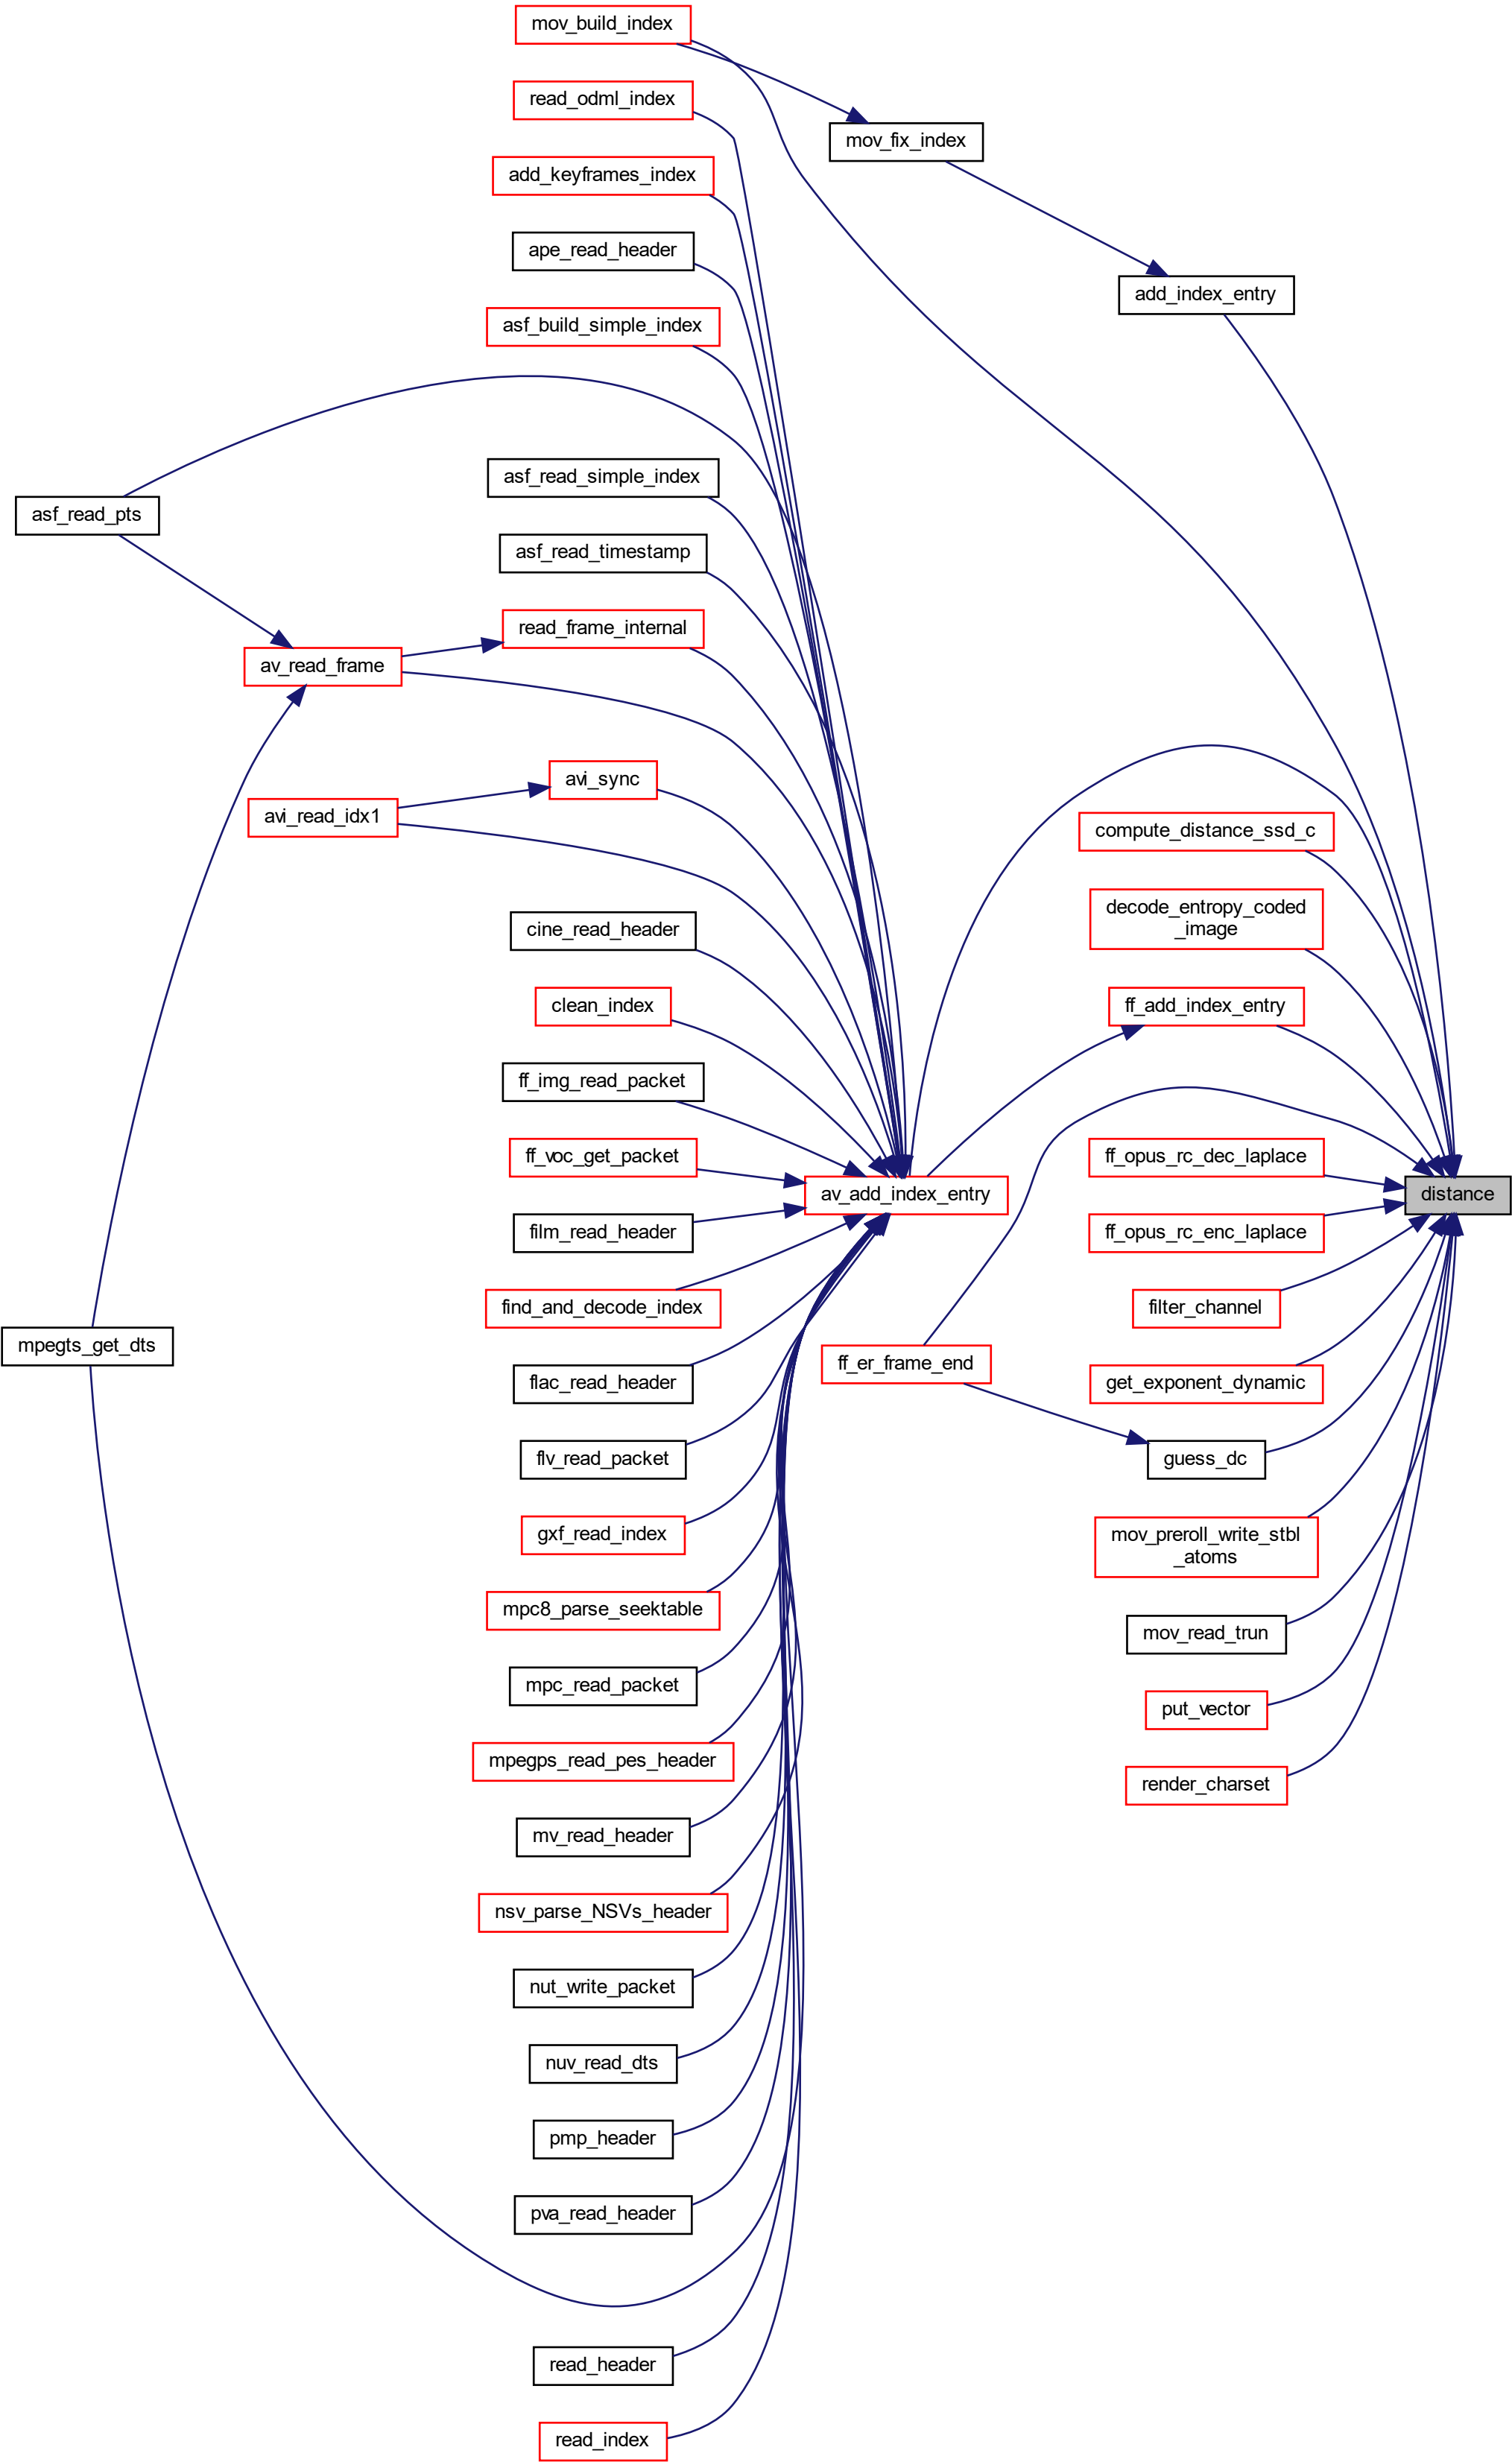 mov_build_index
read_odml_index
mov_fix_index
add_keyframes_index
ape_read_header
add_index_entry
asf_build_simple_index
asf_read_simple_index
asf_read_pts
asf_read_timestamp
read_frame_internal
av_read_frame
avi_sync
avi_read_idx1
compute_distance_ssd_c
decode_entropy_coded
_image
cine_read_header
clean_index
ff_add_index_entry
ff_img_read_packet
ff_voc_get_packet
ff_opus_rc_dec_laplace
av_add_index_entry
distance
film_read_header
ff_opus_rc_enc_laplace
find_and_decode_index
filter_channel
mpegts_get_dts
ff_er_frame_end
flac_read_header
get_exponent_dynamic
flv_read_packet
guess_dc
gxf_read_index
mov_preroll_write_stbl
_atoms
mpc8_parse_seektable
mov_read_trun
mpc_read_packet
put_vector
mpegps_read_pes_header
render_charset
mv_read_header
nsv_parse_NSVs_header
nut_write_packet
nuv_read_dts
pmp_header
pva_read_header
read_header
read_index